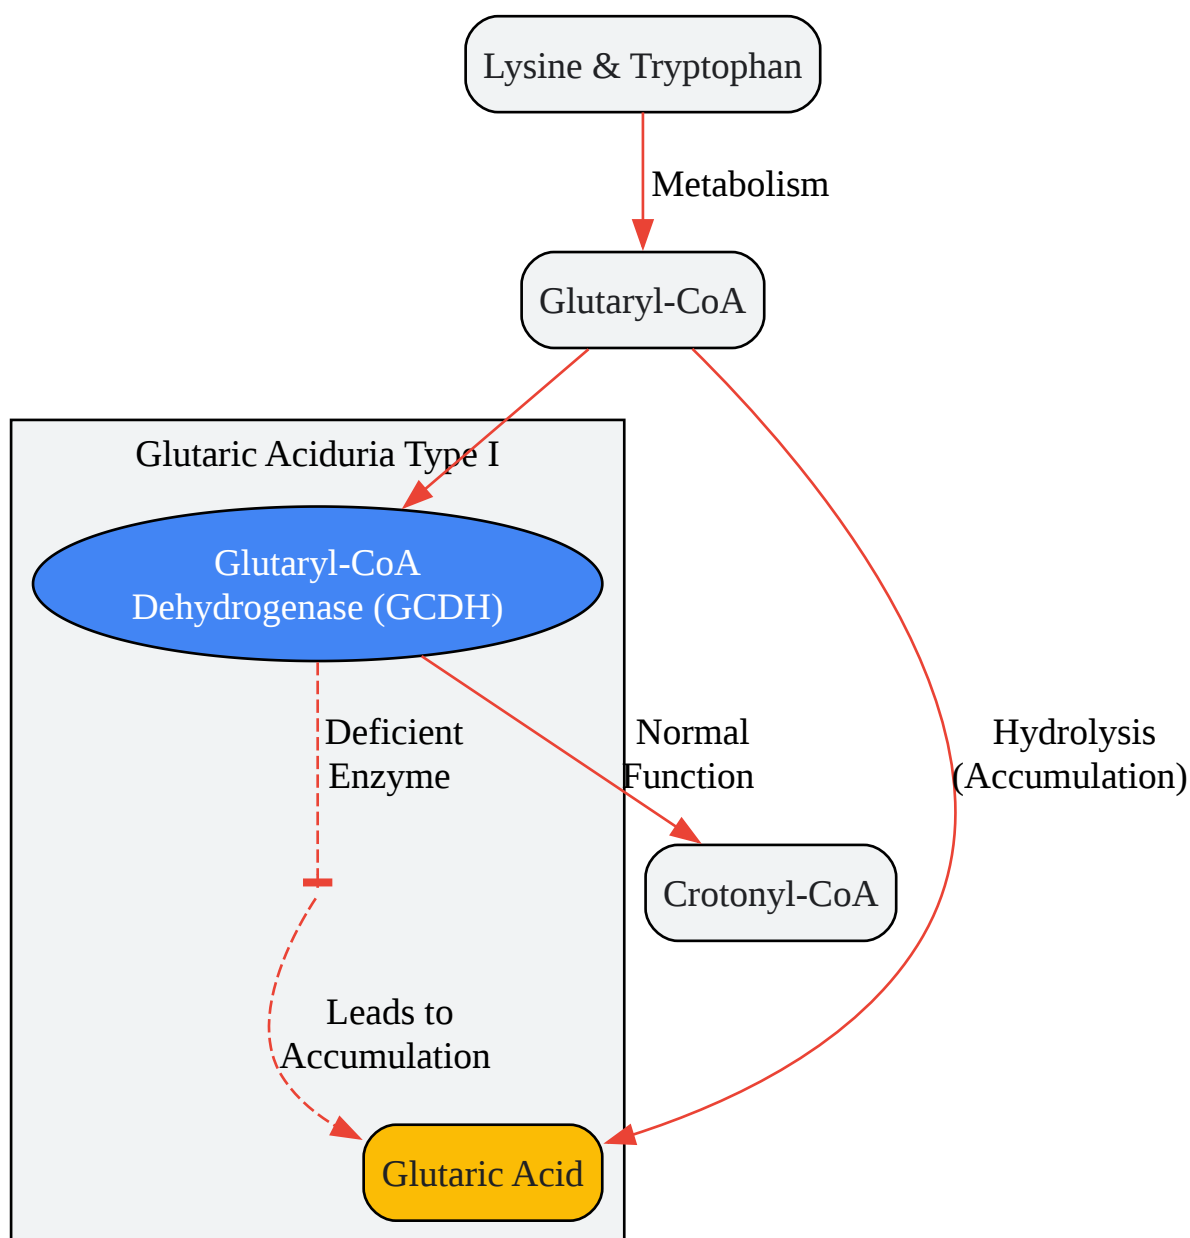 Lysine & Tryptophan
Metabolism
Glutaryl-CoA
Glutaric Aciduria Type I
Glutaryl-CoA
Dehydrogenase (GCDH)
Deficient
Enzyme
Normal
Function
Hydrolysis
(Accumulation)
Crotonyl-CoA
Leads to
Accumulation
Glutaric Acid